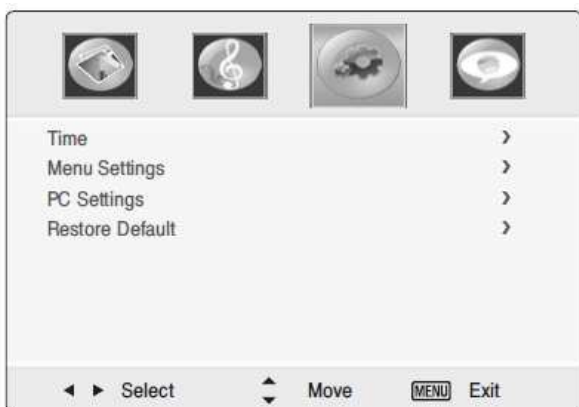 Time
Menu Settings
PC Settings
Restore Default
Select Move MENU Exit